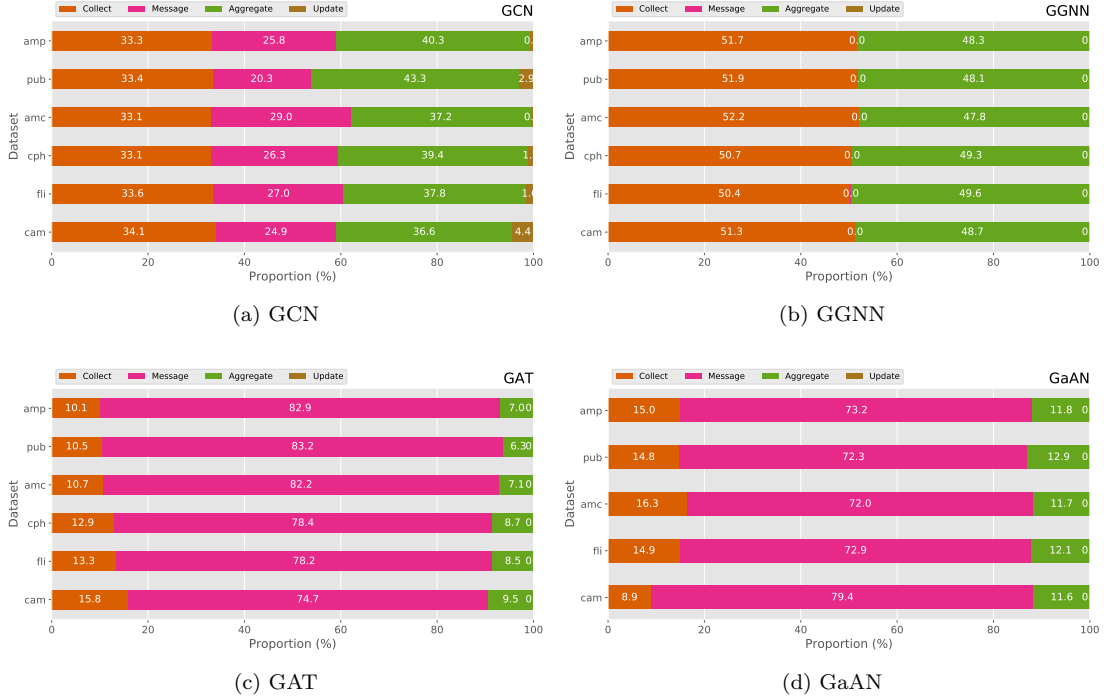 Collect Message Aggregate Update GCN
amp 33.3 25.8 40.3 0.
pub 33.4 20.3 43.3 2.9
amc 33.1 29.0 37.2 0.
cph 33.1 26.3 39.4 1.
fli 33.6 27.0 37.8 1.6
cam 34.1 24.9 36.6 4.4
Dataset
0 20 40 60 80 100
Proportion (%)
(a) GCN
Collect Message Aggregate Update GGNN
amp 51.7 0.0 48.3 0.
pub 51.9 0.0 48.1 0.
amc 52.2 0.0 47.8 0.
cph 50.7 0.0 49.3 0.
fli 50.4 0.0 49.6 0.
cam 51.3 0.0 48.7 0.
Dataset
0 20 40 60 80 100
Proportion (%)
(b) GGNN
Collect Message Aggregate Update GAT
amp 10.1 82.9 7.0 0
pub 10.5 83.2 6.3 0
amc 10.7 82.2 7.1 0
cph 12.9 78.4 8.7 0
fli 13.3 78.2 8.5 0
cam 15.8 74.7 9.5 0
Dataset
0 20 40 60 80 100
Proportion (%)
(c) GAT
Collect Message Aggregate Update GaAN
amp 15.0 73.2 11.8 0
pub 14.8 72.3 12.9 0
amc 16.3 72.0 11.7 0
fli 14.9 72.9 12.1 0
cam 8.9 79.4 11.6 0
Dataset
0 20 40 60 80 100
Proportion (%)
(d) GaAN